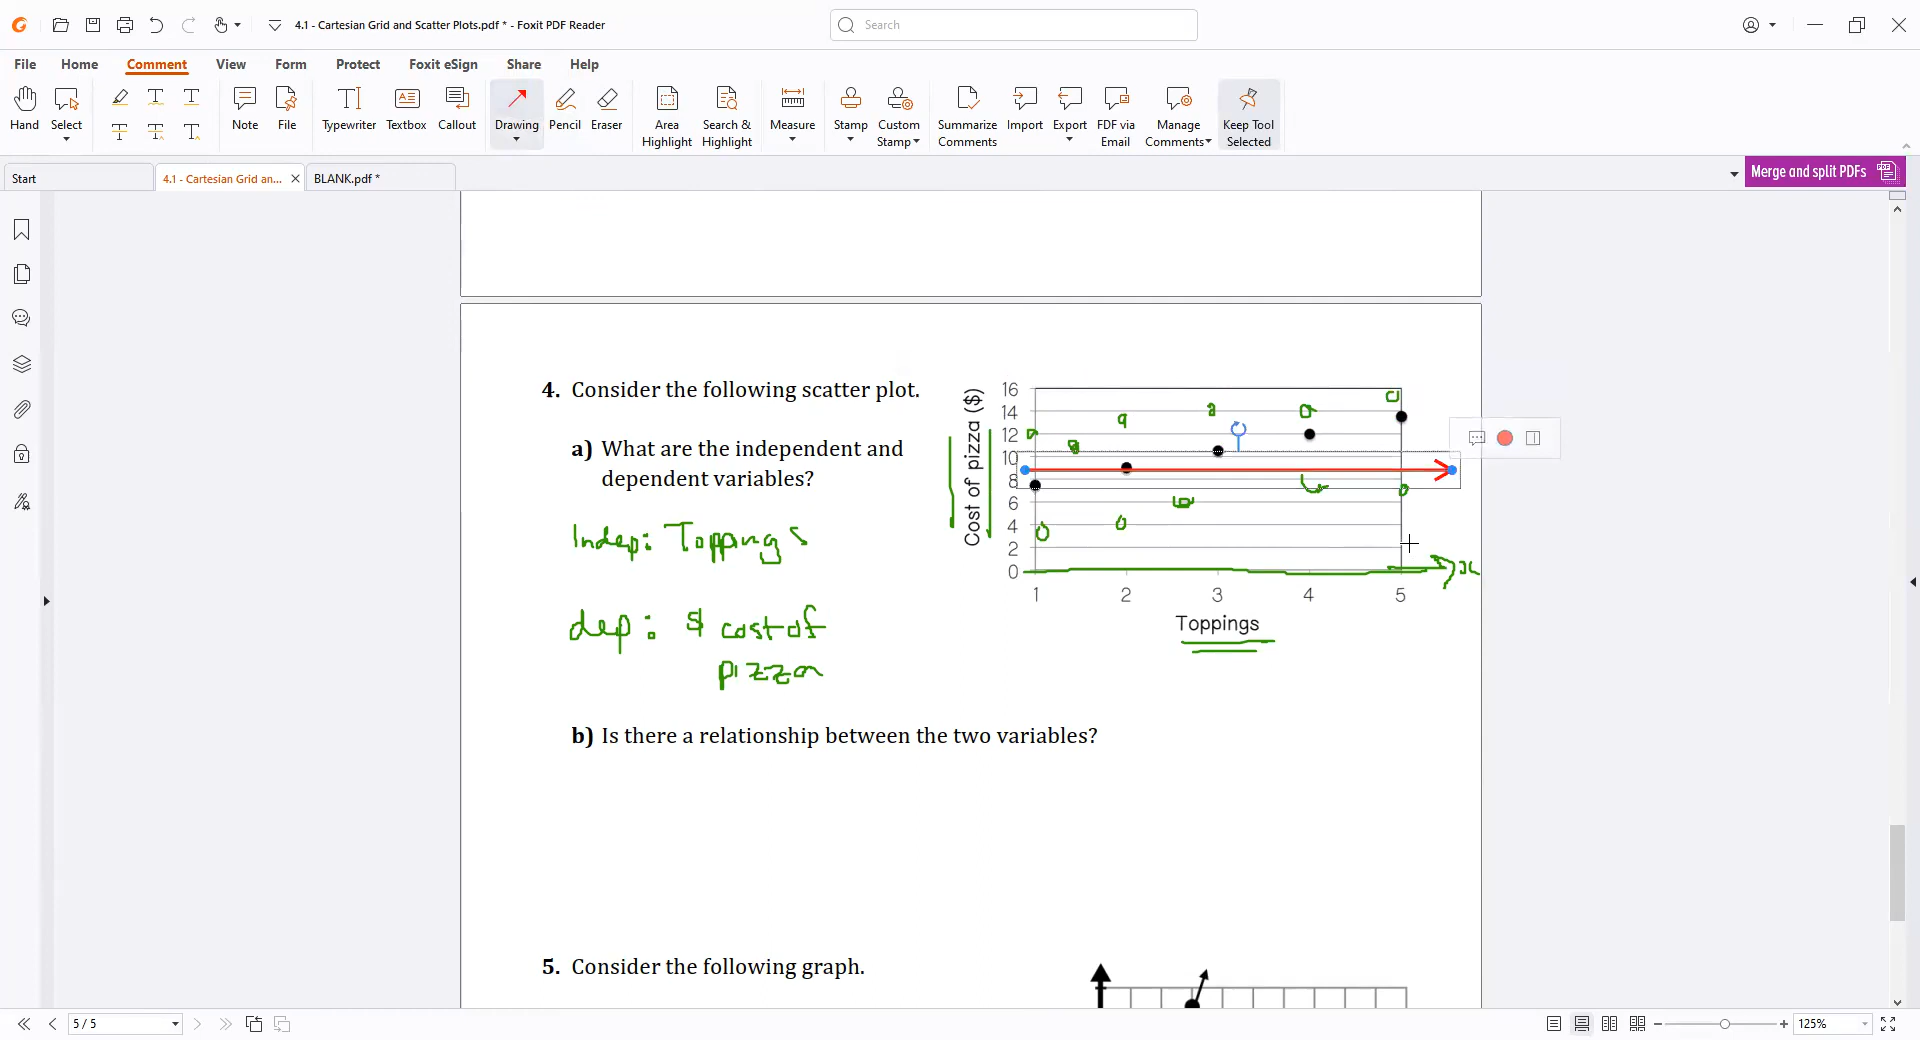 4.1 - Cartesian Grid and Scatter Plots.pdf * - Foxit PDF Reader
Search
File Home Comment View Form Protect Foxit eSign Share Help
Hand Select Note File Typewriter Textbox Callout Drawing Pencil Eraser Area Highlight Search & Highlight Measure Stamp Custom Stamp Summarize Comments Import Export FDF via Email Manage Comments Keep Tool Selected
Start 4.1 - Cartesian Grid an... BLANK.pdf * Merge and split PDFs
4. Consider the following scatter plot.
a) What are the independent and
dependent variables?
Indep: Toppings
dep: $ cost of
pizza
Cost of pizza ($)
16
14
12
10
8
6
4
2
0
1 2 3 4 5
x
Toppings
b) Is there a relationship between the two variables?
5. Consider the following graph.
5 / 5
125%